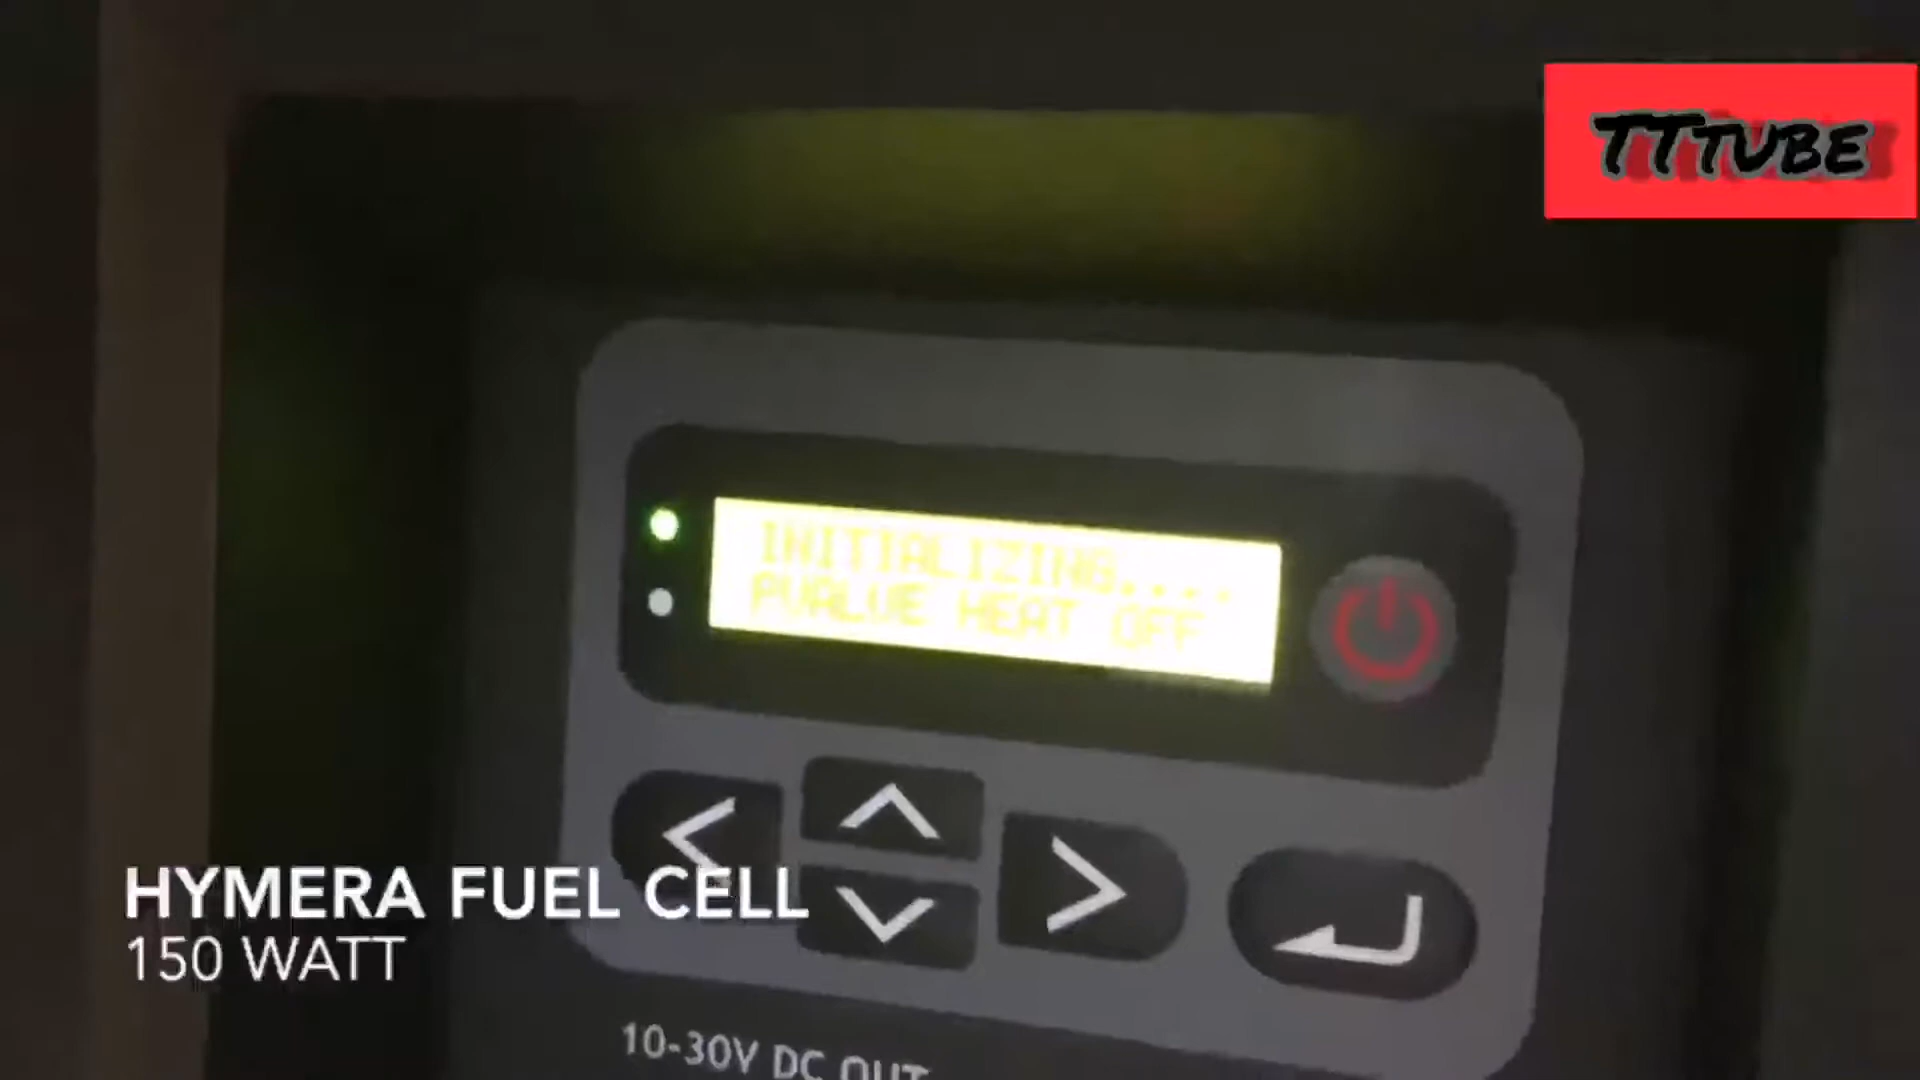 TTTUBE
INITIALIZING....
PVALVE HEAT OFF
HYMERA FUEL CELL
150 WATT
10-30V DC OUT